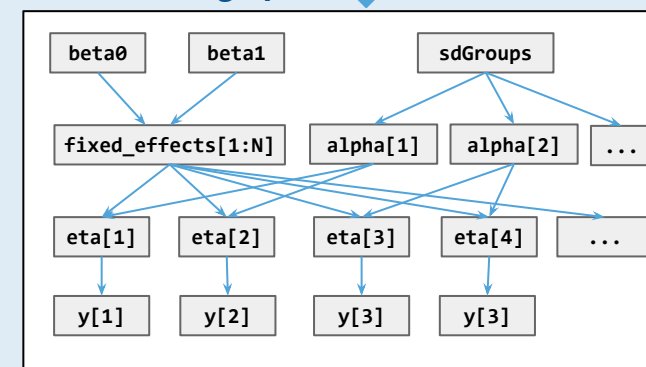 beta0 beta1 sdGroups
fixed_effects[1:N] alpha[1] alpha[2] ...
eta[1] eta[2] eta[3] eta[4] ...
y[1] y[2] y[3] y[3]